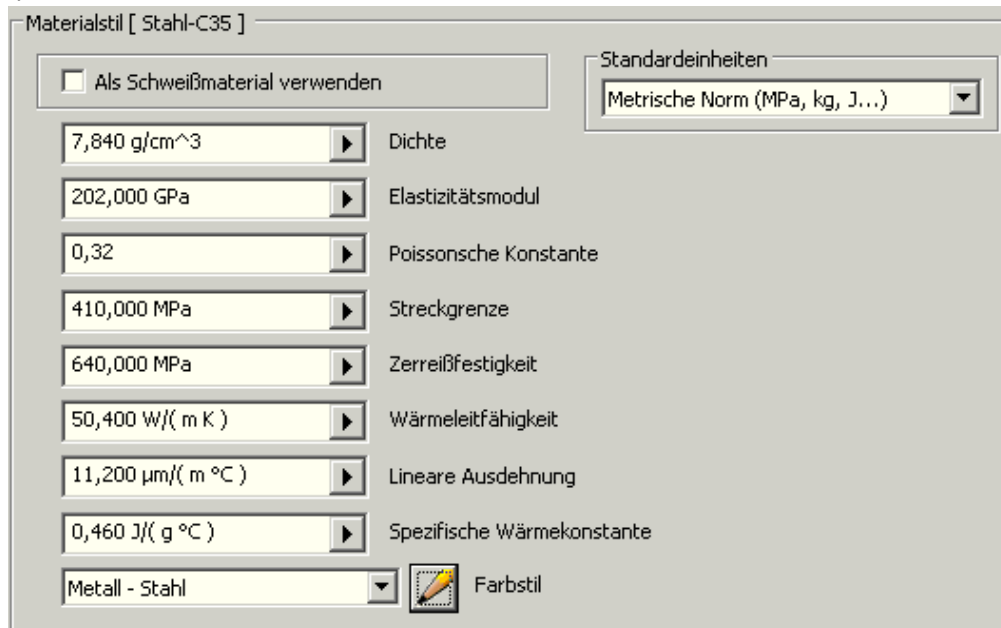 Materialstil [ Stahl-C35 ]
Als Schweißmaterial verwenden
Standardeinheiten
Metrische Norm (MPa, kg, J...)
7,840 g/cm^3 Dichte
202,000 GPa Elastizitätsmodul
0,32 Poissonsche Konstante
410,000 MPa Streckgrenze
640,000 MPa Zerreißfestigkeit
50,400 W/( m K ) Wärmeleitfähigkeit
11,200 µm/( m °C ) Lineare Ausdehnung
0,460 J/( g °C ) Spezifische Wärmekonstante
Metall - Stahl Farbstil